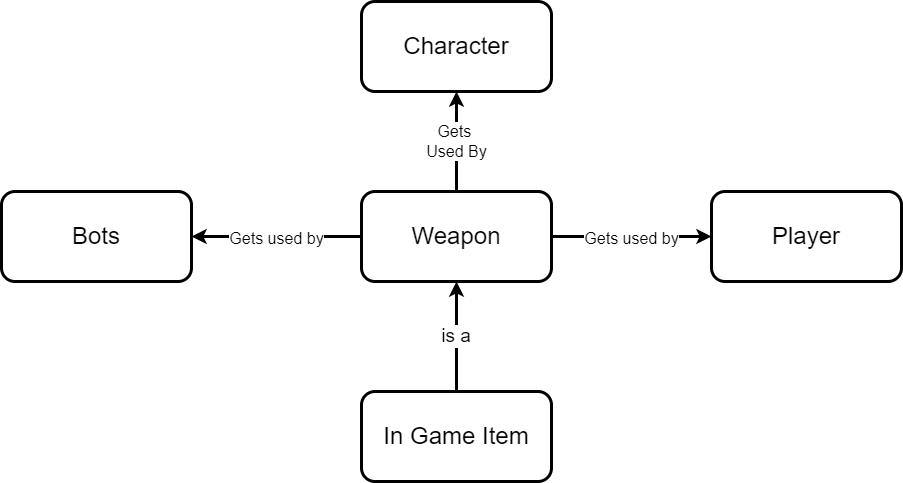 Character
Gets
Used By
Bots
Gets used by
Weapon
Gets used by
Player
is a
In Game Item